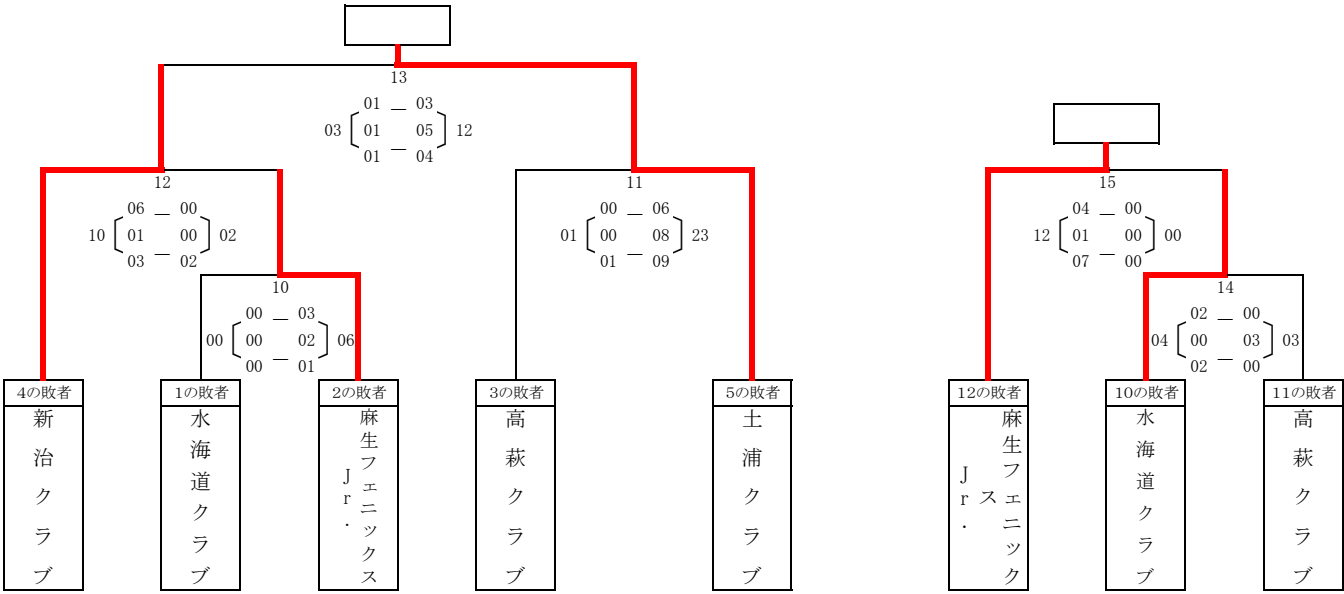 13
01 — 03
03 01 05 12
01 — 04
12
06 — 00
10 01 00 02
03 — 02
11
00 — 06
01 00 08 23
01 — 09
10
00 — 03
00 00 02 06
00 — 01
4の敗者
新治クラブ
1の敗者
水海道クラブ
2の敗者
麻生フェニックス
Jr.
3の敗者
高萩クラブ
5の敗者
土浦クラブ
15
04 — 00
12 01 00 00
07 — 00
14
02 — 00
04 00 03 03
02 — 00
12の敗者
麻生フェニック
ス
Jr.
10の敗者
水海道クラブ
11の敗者
高萩クラブ